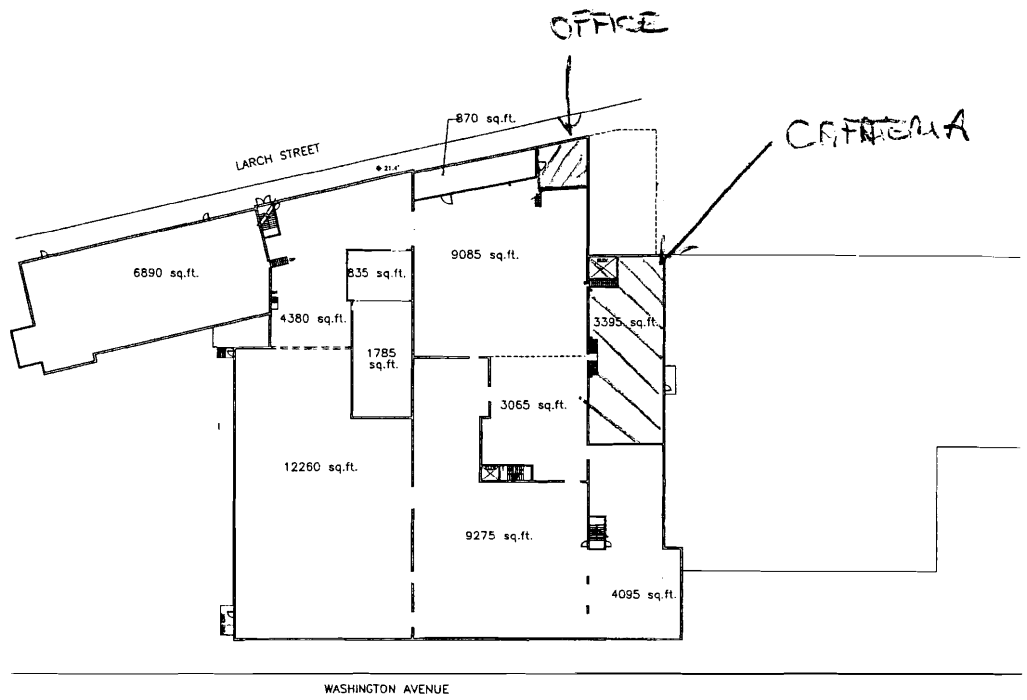 OFFICE
870 sq.ft.
LARCH STREET
21.4'
6890 sq.ft.
835 sq.ft.
9085 sq.ft.
4380 sq.ft.
3395 sq.ft.
1785
sq.ft.
3065 sq.ft.
12260 sq.ft.
9275 sq.ft.
4095 sq.ft.
WASHINGTON AVENUE